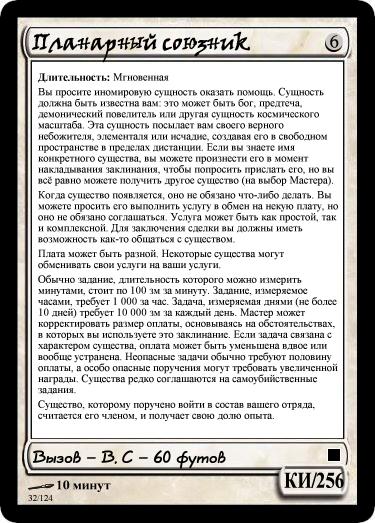 Планарный союзник
6
Длительность: Мгновенная
Вы просите иномировую сущность оказать помощь. Сущность
должна быть известна вам: это может быть бог, предтеча,
демонический повелитель или другая сущность космического
масштаба. Эта сущность посылает вам своего верного
небожителя, элементаля или исчадие, создавая его в свободном
пространстве в пределах дистанции. Если вы знаете имя
конкретного существа, вы можете произнести его в момент
накладывания заклинания, чтобы попросить прислать его, но вы
всё равно можете получить другое существо (на выбор Мастера).
Когда существо появляется, оно не обязано что-либо делать. Вы
можете просить его выполнить услугу в обмен на некую плату, но
оно не обязано соглашаться. Услуга может быть как простой, так
и комплексной. Для заключения сделки вы должны иметь
возможность как-то общаться с существом.
Плата может быть разной. Некоторые существа могут
обменивать свои услуги на ваши услуги.
Обычно задание, длительность которого можно измерить
минутами, стоит по 100 зм за минуту. Задание, измеряемое
часами, требует 1 000 за час. Задача, измеряемая днями (не более
10 дней) требует 10 000 зм за каждый день. Мастер может
корректировать размер оплаты, основываясь на обстоятельствах,
в которых вы используете это заклинание. Если задача связана с
характером существа, оплата может быть уменьшена вдвое или
вообще устранена. Неопасные задачи обычно требуют половину
оплаты, а особо опасные поручения могут требовать увеличенной
награды. Существа редко соглашаются на самоубийственные
задания.
Существо, которому поручено войти в состав вашего отряда,
считается его членом, и получает свою долю опыта.
Вызов – В, С – 60 футов
10 минут
КИ/256
32/124